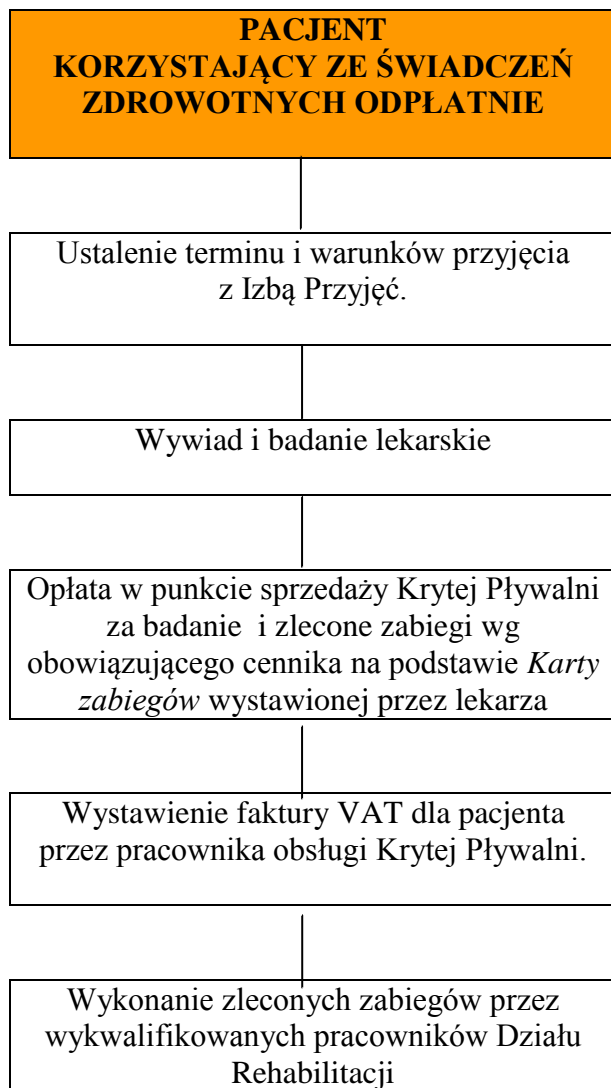 PACJENT
KORZYSTAJĄCY ZE ŚWIADCZEŃ
ZDROWOTNYCH ODPŁATNIE
Ustalenie terminu i warunków przyjęcia
z Izbą Przyjęć.
Wywiad i badanie lekarskie
Opłata w punkcie sprzedaży Krytej Pływalni
za badanie i zlecone zabiegi wg
obowiązującego cennika na podstawie Karty
zabiegów wystawionej przez lekarza
Wystawienie faktury VAT dla pacjenta
przez pracownika obsługi Krytej Pływalni.
Wykonanie zleconych zabiegów przez
wykwalifikowanych pracowników Działu
Rehabilitacji